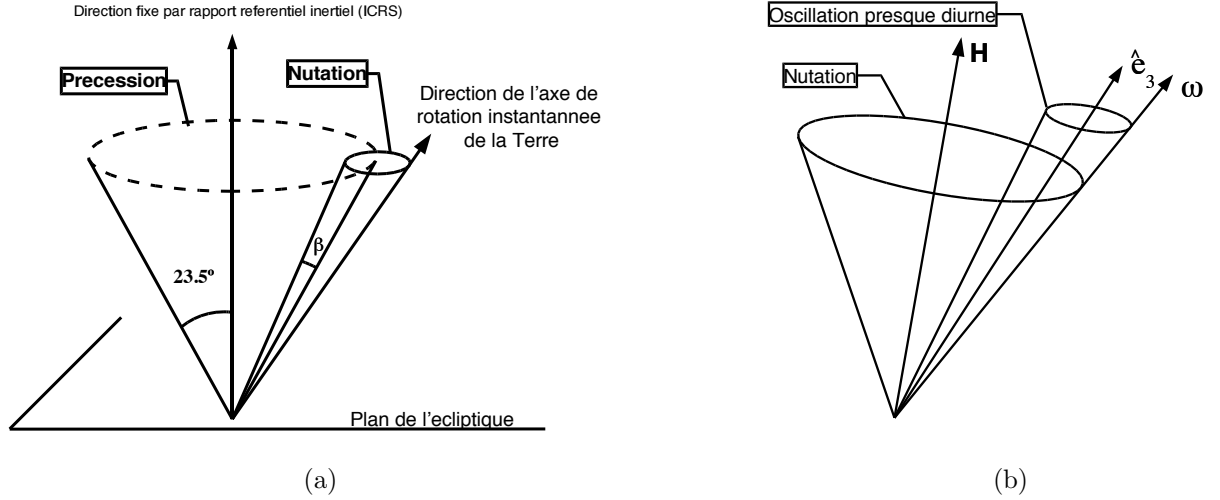 Direction fixe par rapport referentiel inertiel (ICRS)
Precession
Nutation
Direction de l'axe de
rotation instantannee
de la Terre
β
23.5º
Plan de l'ecliptique
(a)
Oscillation presque diurne
H
Nutation
ê₃
ω
(b)